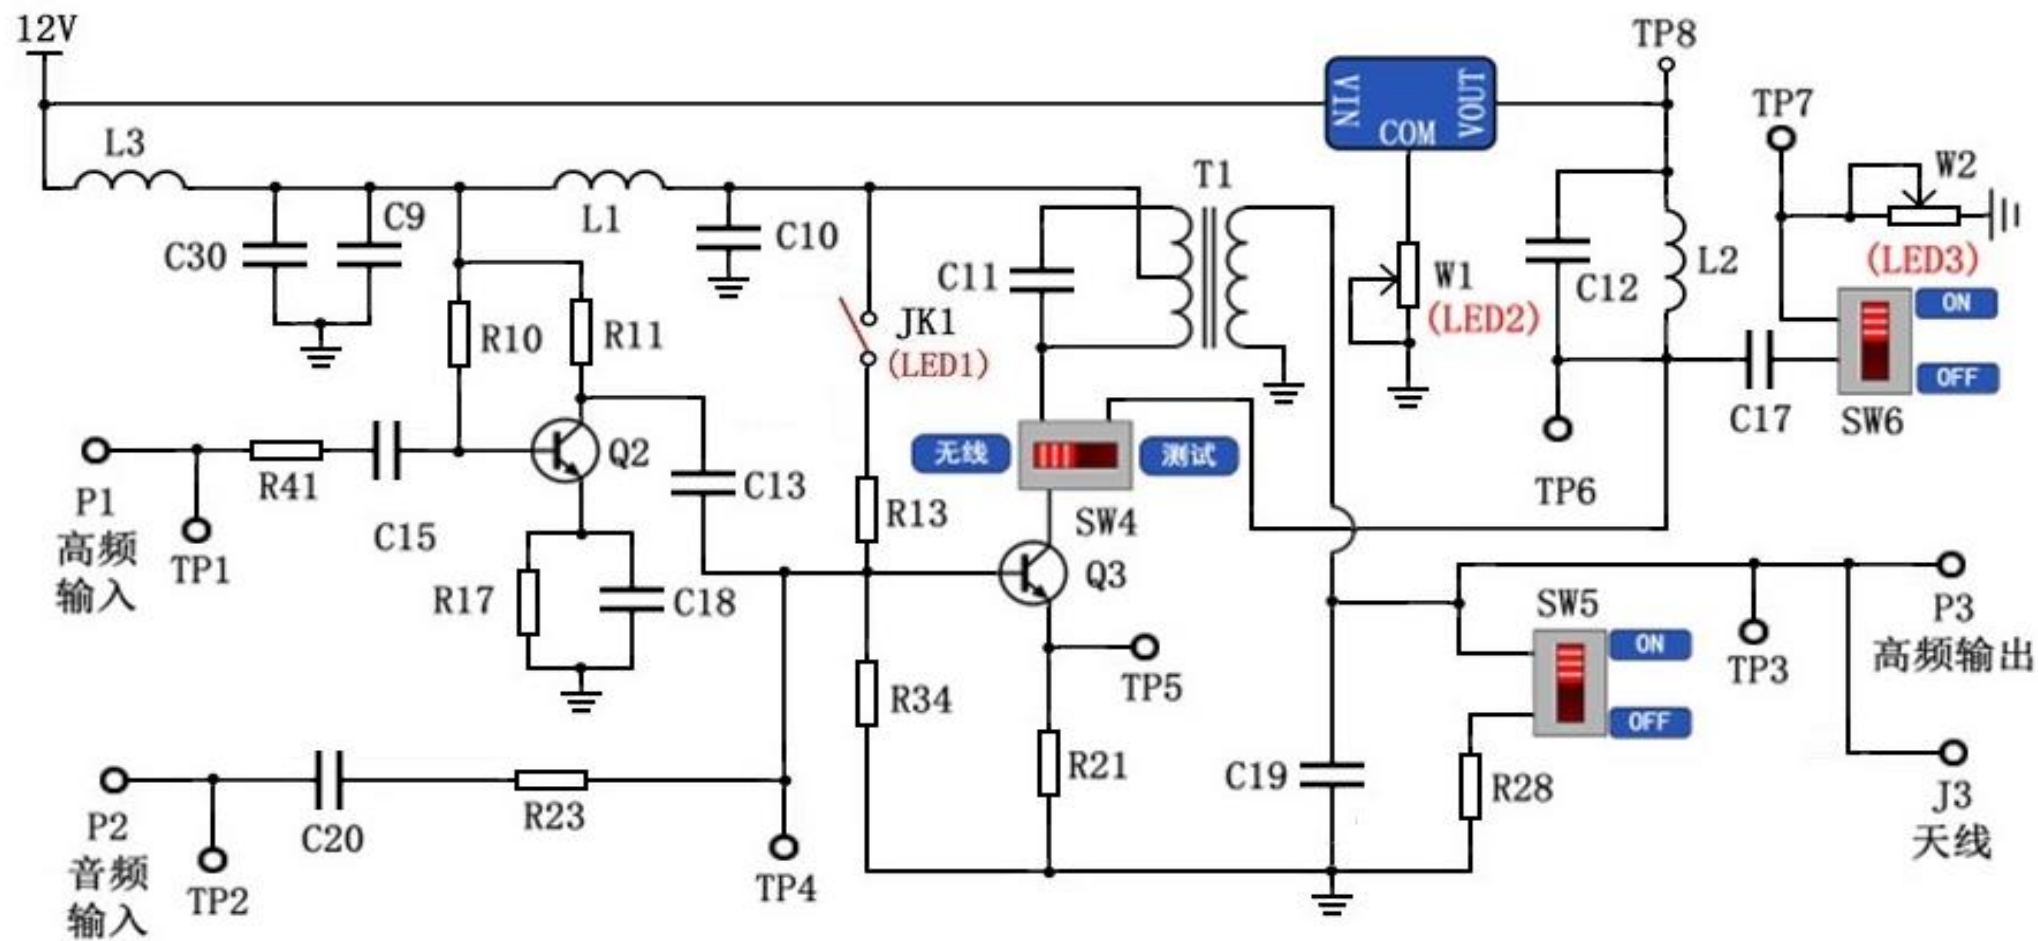 12V
TP8
VIN
VOUT
COM
TP7
L3
T1
W2
C9
L1
C10
C30
C11
W1
(LED2)
C12
L2
(LED3)
ON
OFF
R10
R11
JK1
(LED1)
C17
SW6
无线
测试
Q2
R41
C13
P1
高频
输入
TP1
C15
R13
SW4
TP6
R17
C18
Q3
SW5
ON
OFF
P3
高频输出
TP3
R34
TP5
R21
C19
R28
J3
天线
P2
音频
输入
TP2
C20
R23
TP4